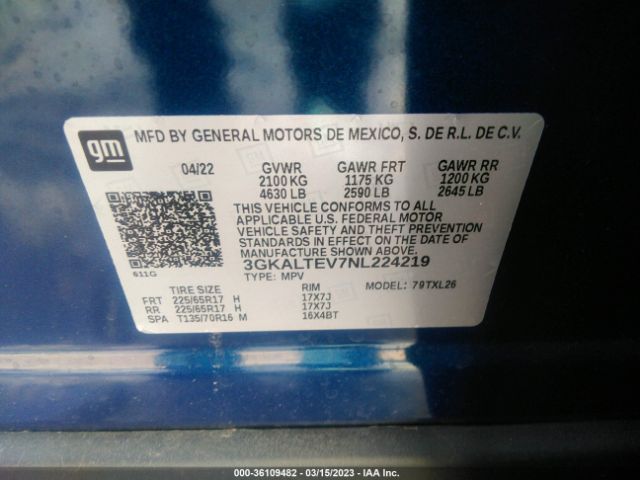 gm
MFD BY GENERAL MOTORS DE MEXICO, S. DE R.L. DE C.V.
04/22 GVWR GAWR FRT GAWR RR
2100 KG 1175 KG 1200 KG
4630 LB 2590 LB 2645 LB
THIS VEHICLE CONFORMS TO ALL
APPLICABLE U.S. FEDERAL MOTOR
VEHICLE SAFETY AND THEFT PREVENTION
STANDARDS IN EFFECT ON THE DATE
OF MANUFACTURE SHOWN ABOVE.
611G 3GKALTEV7NL224219
TYPE: MPV MODEL: 79TXL26
TIRE SIZE RIM
FRT 225/65R17 H 17X7J
RR 225/65R17 H 17X7J
SPA T135/70R16 M 16X4BT
000-36109482 - 03/15/2023 - IAA Inc.